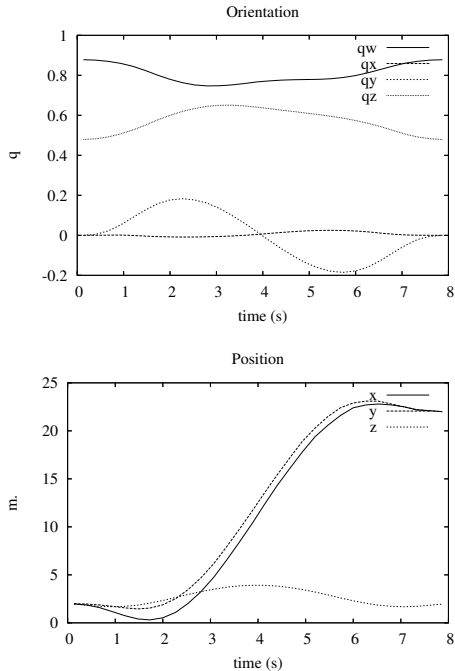 Orientation
1
0.8
0.6
0.4
0.2
0
-0.2
q
qw
qx
qy
qz
0 1 2 3 4 5 6 7 8
time (s)
Position
25
20
15
10
5
0
m.
x
y
z
0 1 2 3 4 5 6 7 8
time (s)